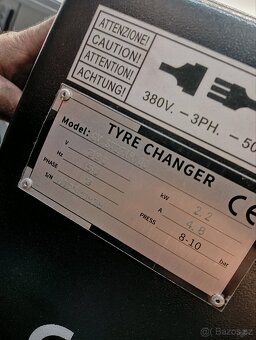 ATTENZIONE!
CAUTION!
ATTENTION!
ACHTUNG!
380V.-3PH.-50
TYRE CHANGER
Model:
V
Hz
PHASE
S/N
kW 2.2
A 4.8
PRESS 8-10 bar
CE
Bazos.cz